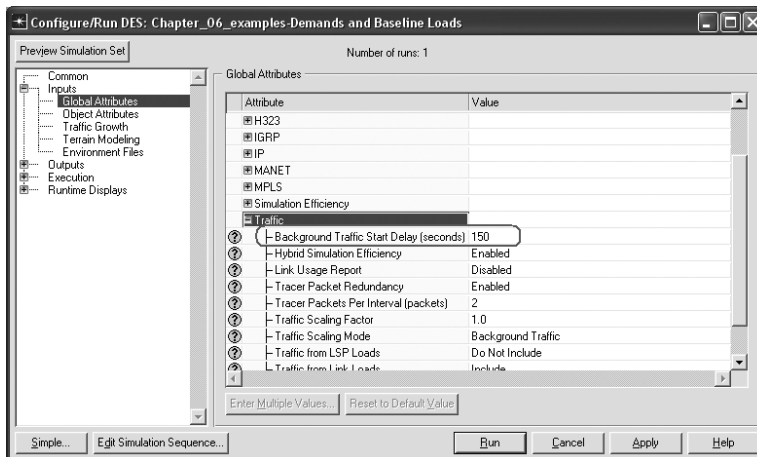 Configure/Run DES: Chapter_06_examples-Demands and Baseline Loads
Preview Simulation Set
Number of runs: 1
Common
Inputs
Global Attributes
Object Attributes
Traffic Growth
Terrain Modeling
Environment Files
Outputs
Execution
Runtime Displays
Global Attributes
Attribute Value
H323
IGRP
IP
MANET
MPLS
Simulation Efficiency
Traffic
Background Traffic Start Delay (seconds) 150
Hybrid Simulation Efficiency Enabled
Link Usage Report Disabled
Tracer Packet Redundancy Enabled
Tracer Packets Per Interval (packets) 2
Traffic Scaling Factor 1.0
Traffic Scaling Mode Background Traffic
Traffic from LSP Loads Do Not Include
Traffic from Link Loads Include
Enter Multiple Values... Reset to Default Value
Simple... Edit Simulation Sequence... Run Cancel Apply Help